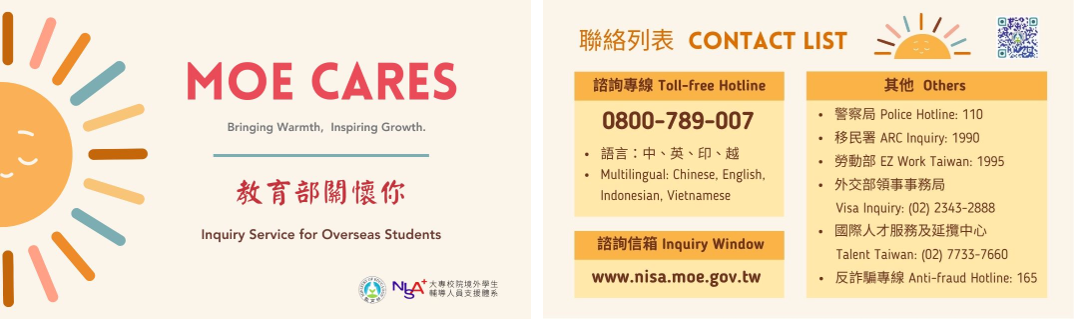 MOE CARES
Bringing Warmth, Inspiring Growth.
教育部關懷你
Inquiry Service for Overseas Students
NISA+
大專校院境外學生
輔導人員支援體系
聯絡列表 CONTACT LIST
諮詢專線 Toll-free Hotline
0800-789-007
• 語言：中、英、印、越
• Multilingual: Chinese, English,
Indonesian, Vietnamese
諮詢信箱 Inquiry Window
www.nisa.moe.gov.tw
其他 Others
• 警察局 Police Hotline: 110
• 移民署 ARC Inquiry: 1990
• 勞動部 EZ Work Taiwan: 1995
• 外交部領事事務局
Visa Inquiry: (02) 2343-2888
• 國際人才服務及延攬中心
Talent Taiwan: (02) 7733-7660
• 反詐騙專線 Anti-fraud Hotline: 165